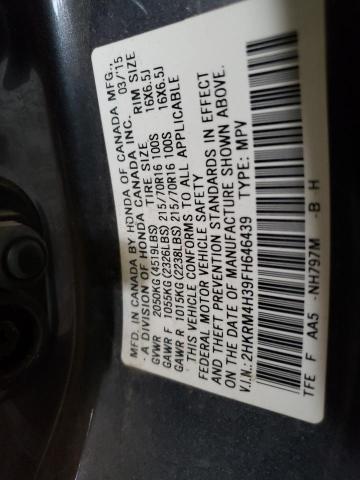 MFD. IN CANADA BY HONDA OF CANADA MFG.,
- A DIVISION OF HONDA CANADA INC. 03/'15
TIRE SIZE RIM SIZE
GVWR 2050KG (4519LBS)
GAWR F 1055KG (2326LBS) 215/70R16 100S 16X6.5J
GAWR R 1015KG (2238LBS) 215/70R16 100S 16X6.5J
THIS VEHICLE CONFORMS TO ALL APPLICABLE
FEDERAL MOTOR VEHICLE SAFETY
AND THEFT PREVENTION STANDARDS IN EFFECT
ON THE DATE OF MANUFACTURE SHOWN ABOVE.
V.I.N.: 2HKRM4H39FH646439 TYPE: MPV
TFE F AA5 -NH797M -B H